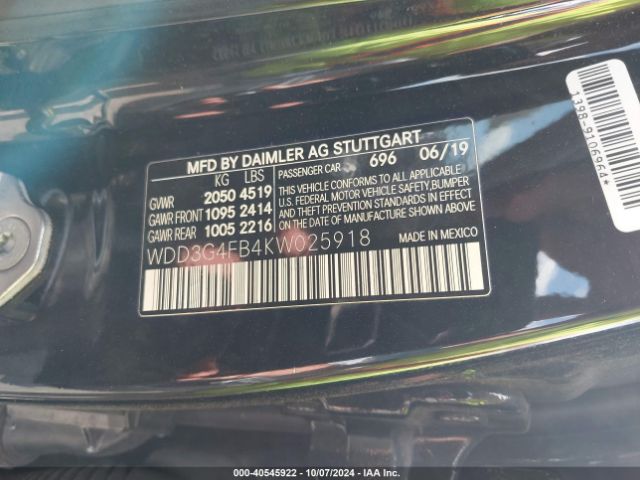 MFD BY DAIMLER AG STUTTGART
KG LBS
GVWR 2050 4519
GAWR FRONT 1095 2414
GAWR REAR 1005 2216
PASSENGER CAR 696 06/19
THIS VEHICLE CONFORMS TO ALL APPLICABLE
U.S. FEDERAL MOTOR VEHICLE SAFETY,BUMPER
AND THEFT PREVENTION STANDARDS IN EFFECT
ON THE DATE OF MANUFACTURE SHOWN ABOVE.
WDD3G4FB4KW025918
MADE IN MEXICO
1398-9106964*
000-40545922 | 10/07/2024 | IAA Inc.